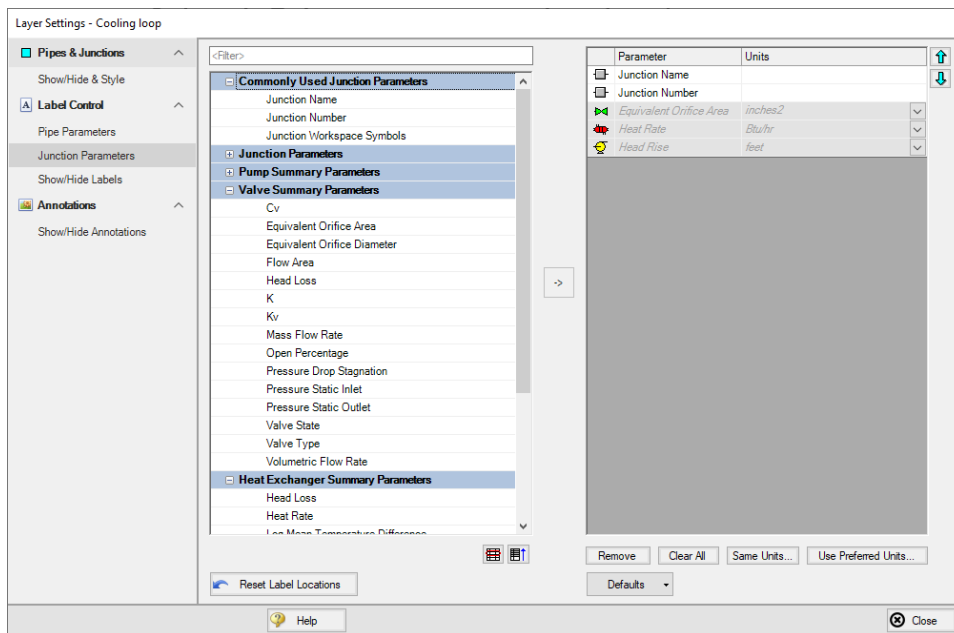 Layer Settings - Cooling loop
Pipes & Junctions
Show/Hide & Style
A Label Control
Pipe Parameters
Junction Parameters
Show/Hide Labels
Annotations
Show/Hide Annotations
<Filter>
Commonly Used Junction Parameters
Junction Name
Junction Number
Junction Workspace Symbols
Junction Parameters
Pump Summary Parameters
Valve Summary Parameters
Cv
Equivalent Orifice Area
Equivalent Orifice Diameter
Flow Area
Head Loss
K
Kv
Mass Flow Rate
Open Percentage
Pressure Drop Stagnation
Pressure Static Inlet
Pressure Static Outlet
Valve State
Valve Type
Volumetric Flow Rate
Heat Exchanger Summary Parameters
Head Loss
Heat Rate
Log Mean Temperature Difference
Reset Label Locations
->
Parameter Units
Junction Name
Junction Number
Equivalent Orifice Area inches2
Heat Rate Btu/hr
Head Rise feet
Remove Clear All Same Units... Use Preferred Units...
Defaults
Help Close